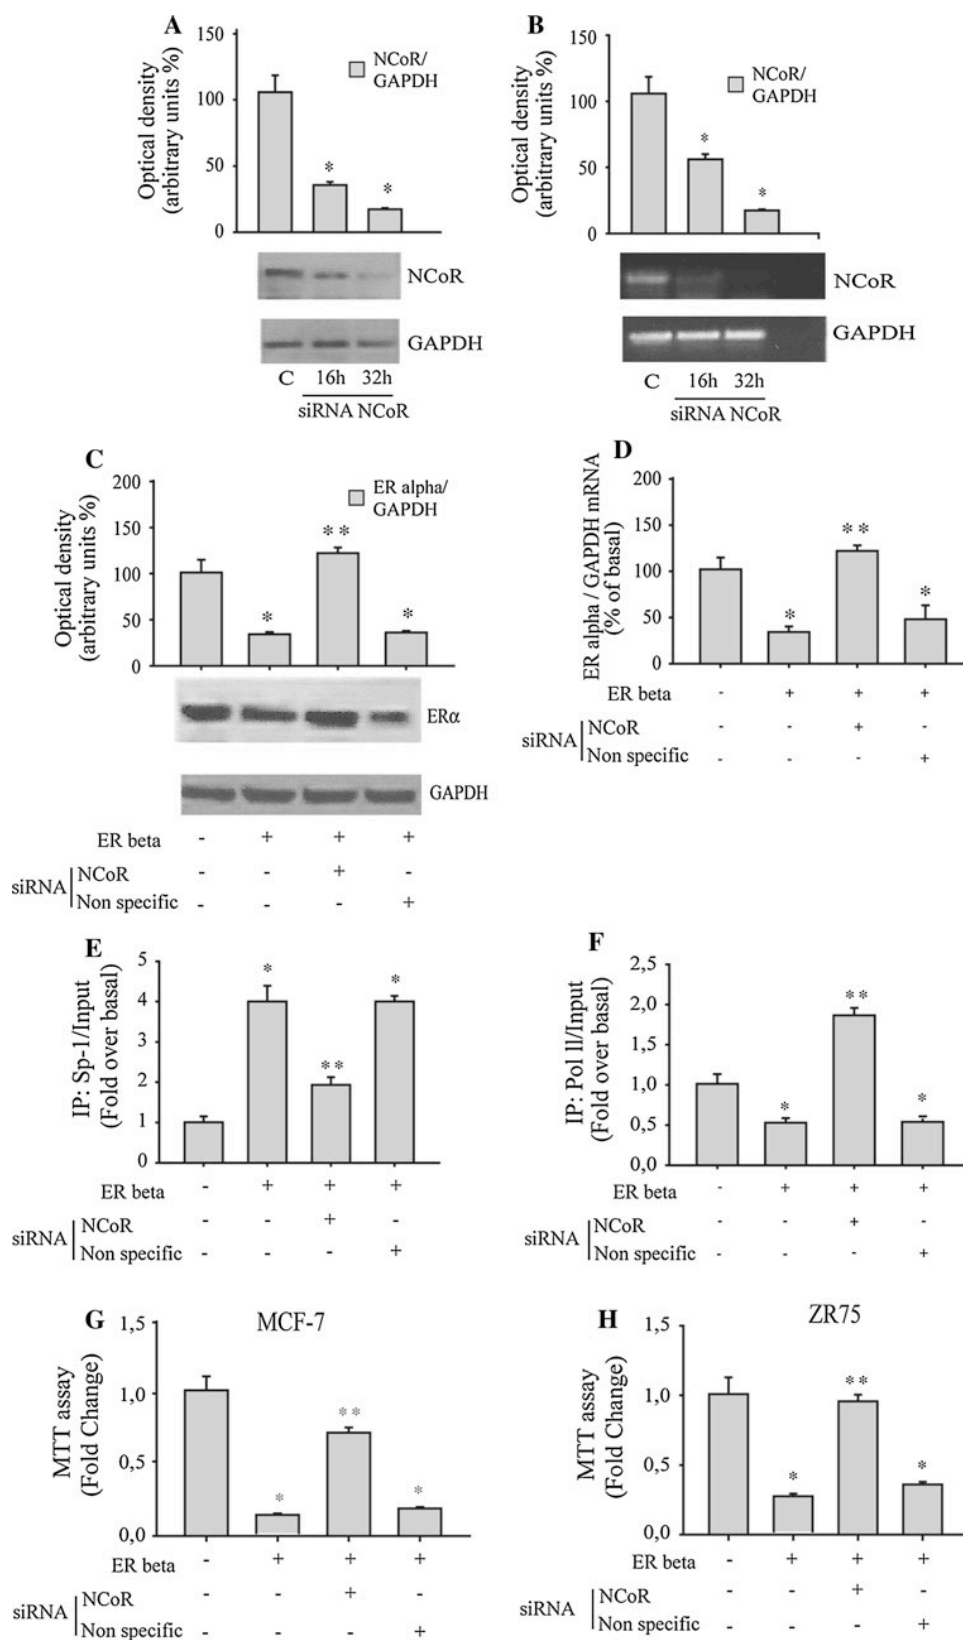 A
Optical density
(arbitrary units %)
150
100
50
0
NCoR/
GAPDH
*
*
NCoR
GAPDH
C 16h 32h
siRNA NCoR
B
Optical density
(arbitrary units %)
150
100
50
0
NCoR/
GAPDH
*
*
NCoR
GAPDH
C 16h 32h
siRNA NCoR
C
Optical density
(arbitrary units %)
200
150
100
50
0
ER alpha/
GAPDH
*
**
*
ERα
GAPDH
ER beta - + + +
siRNA
NCoR - - + -
Non specific - - - +
D
ER alpha / GAPDH mRNA
(% of basal)
200
150
100
50
0
*
**
*
ER beta - + + +
siRNA
NCoR - - + -
Non specific - - - +
E
IP: Sp-1/Input
(Fold over basal)
5
4
4
2
1
0
*
**
*
ER beta - + + +
siRNA
NCoR - - + -
Non specific - - - +
F
IP: Pol II/Input
(Fold over basal)
2,5
2,0
1,5
1,0
0,5
0,0
*
**
*
ER beta - + + +
siRNA
NCoR - - + -
Non specific - - - +
G
MCF-7
MTT assay
(Fold Change)
1,5
1,0
0,5
0,0
*
**
*
ER beta - + + +
siRNA
NCoR - - + -
Non specific - - - +
H
ZR75
MTT assay
(Fold Change)
1,5
1,0
0,5
0,0
*
**
*
ER beta - + + +
siRNA
NCoR - - + -
Non specific - - - +